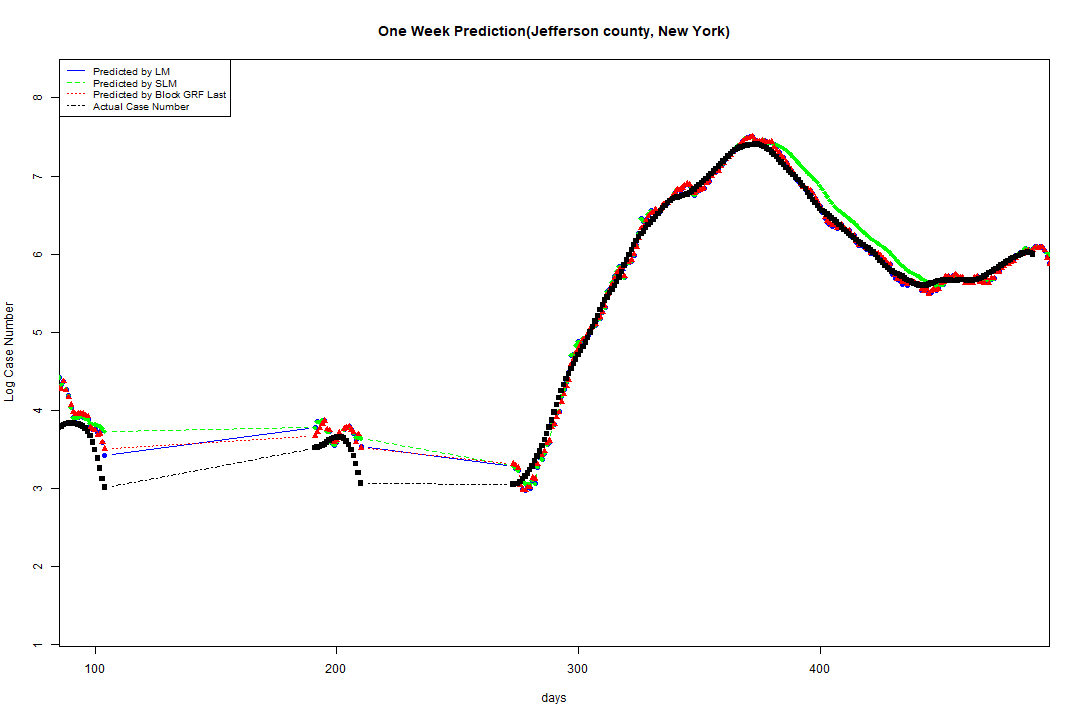 One Week Prediction(Jefferson county, New York)
Predicted by LM
Predicted by SLM
Predicted by Block GRF Last
Actual Case Number
8
7
6
5
4
3
2
1
Log Case Number
100 200 300 400
days